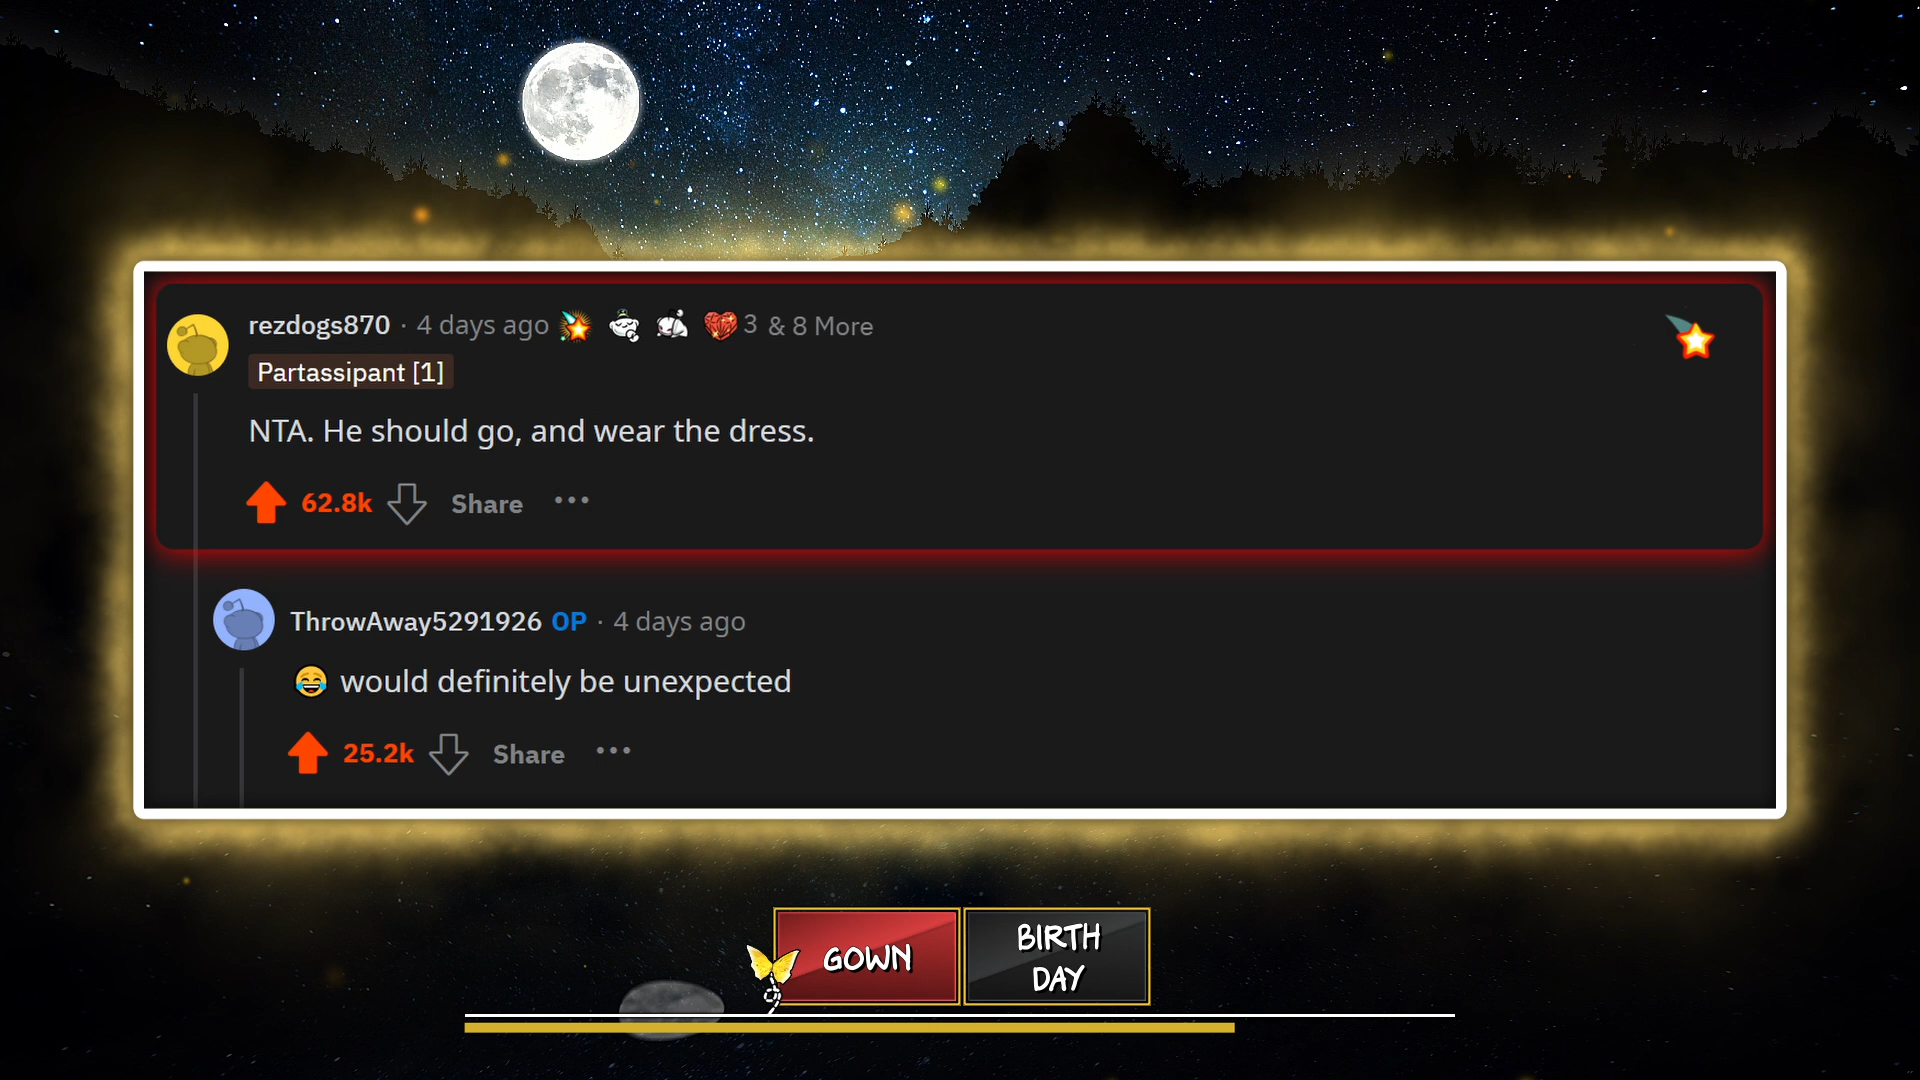 rezdogs870 · 4 days ago 3 & 8 More
Partassipant [1]
NTA. He should go, and wear the dress.
62.8k Share •••
ThrowAway5291926 OP · 4 days ago
😂 would definitely be unexpected
25.2k Share •••
GOWN
BIRTH
DAY